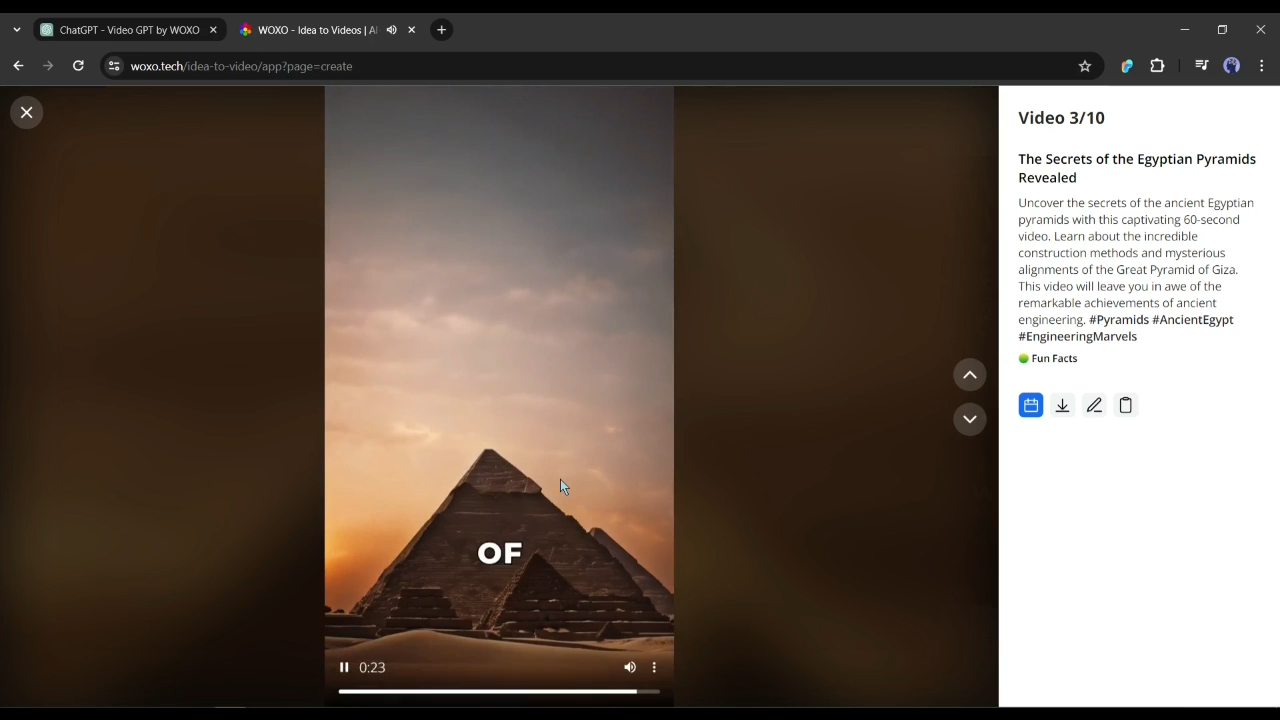 ChatGPT - Video GPT by WOXO
WOXO - Idea to Videos | AI
woxo.tech/idea-to-video/app?page=create
Video 3/10
The Secrets of the Egyptian Pyramids
Revealed
Uncover the secrets of the ancient Egyptian
pyramids with this captivating 60-second
video. Learn about the incredible
construction methods and mysterious
alignments of the Great Pyramid of Giza.
This video will leave you in awe of the
remarkable achievements of ancient
engineering. #Pyramids #AncientEgypt
#EngineeringMarvels
Fun Facts
OF
0:23